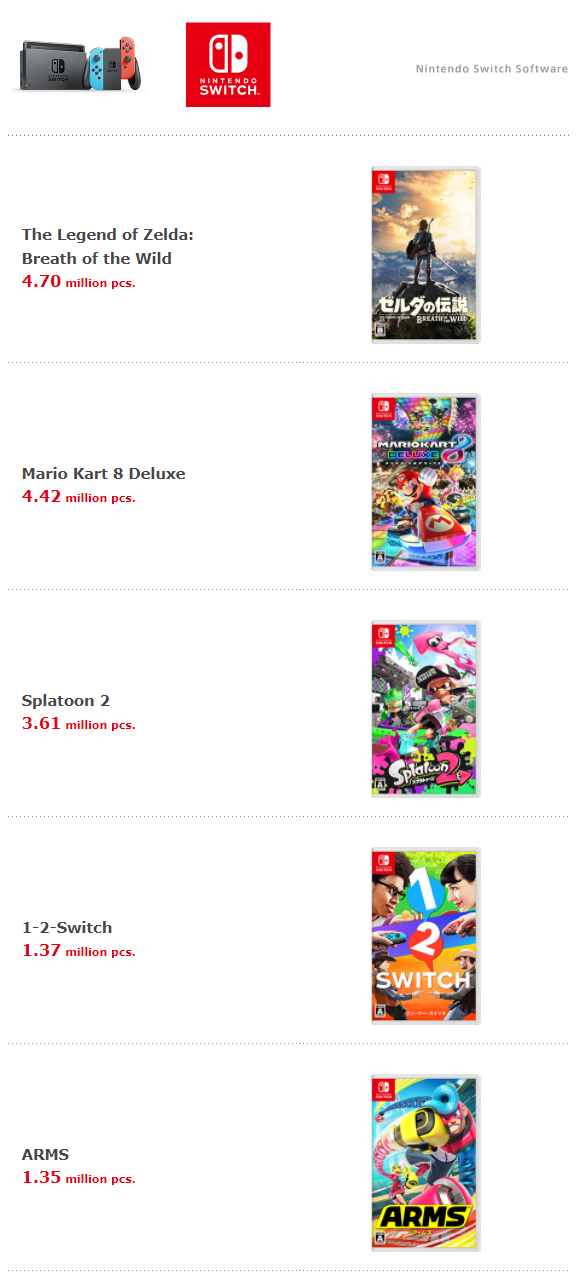 NINTENDO
SWITCH
Nintendo Switch Software
The Legend of Zelda:
Breath of the Wild
4.70 million pcs.
ゼルダの伝説
BREATH OF THE WILD
Mario Kart 8 Deluxe
4.42 million pcs.
MARIOKART 8
DELUXE
Splatoon 2
3.61 million pcs.
Splatoon 2
スプラトゥーン
1-2-Switch
1.37 million pcs.
1
2
SWITCH
ワン・ツー・スイッチ
ARMS
1.35 million pcs.
ARMS
アームズ